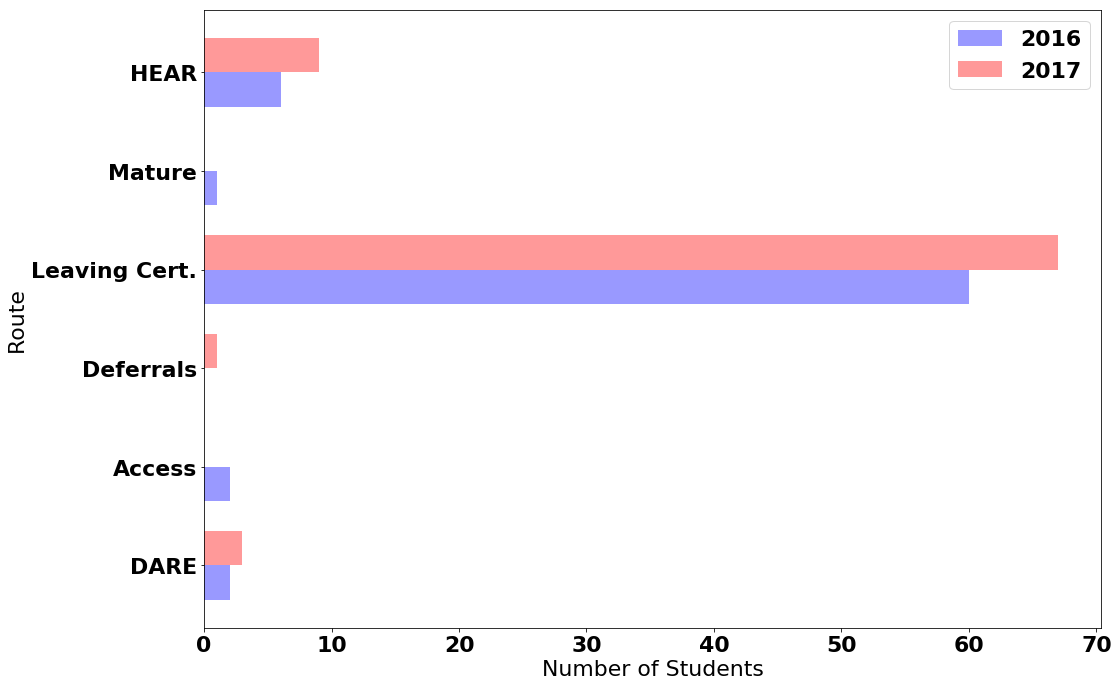 2016
2017
HEAR
Mature
Leaving Cert.
Deferrals
Access
DARE
Route
0 10 20 30 40 50 60 70
Number of Students